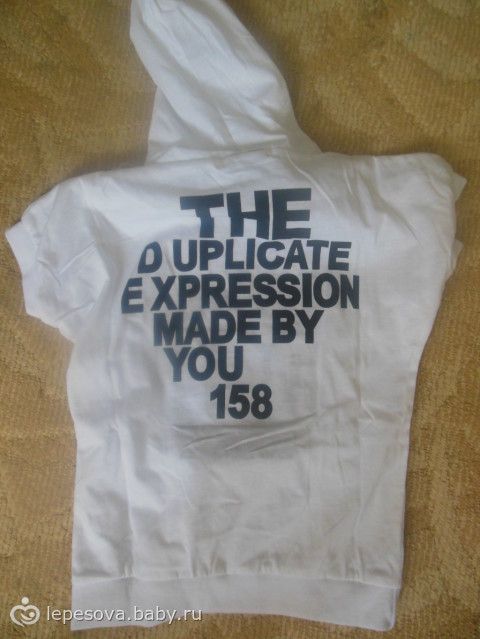 THE
D UPLICATE
E XPRESSION
MADE BY
YOU
158
lepesova.baby.ru